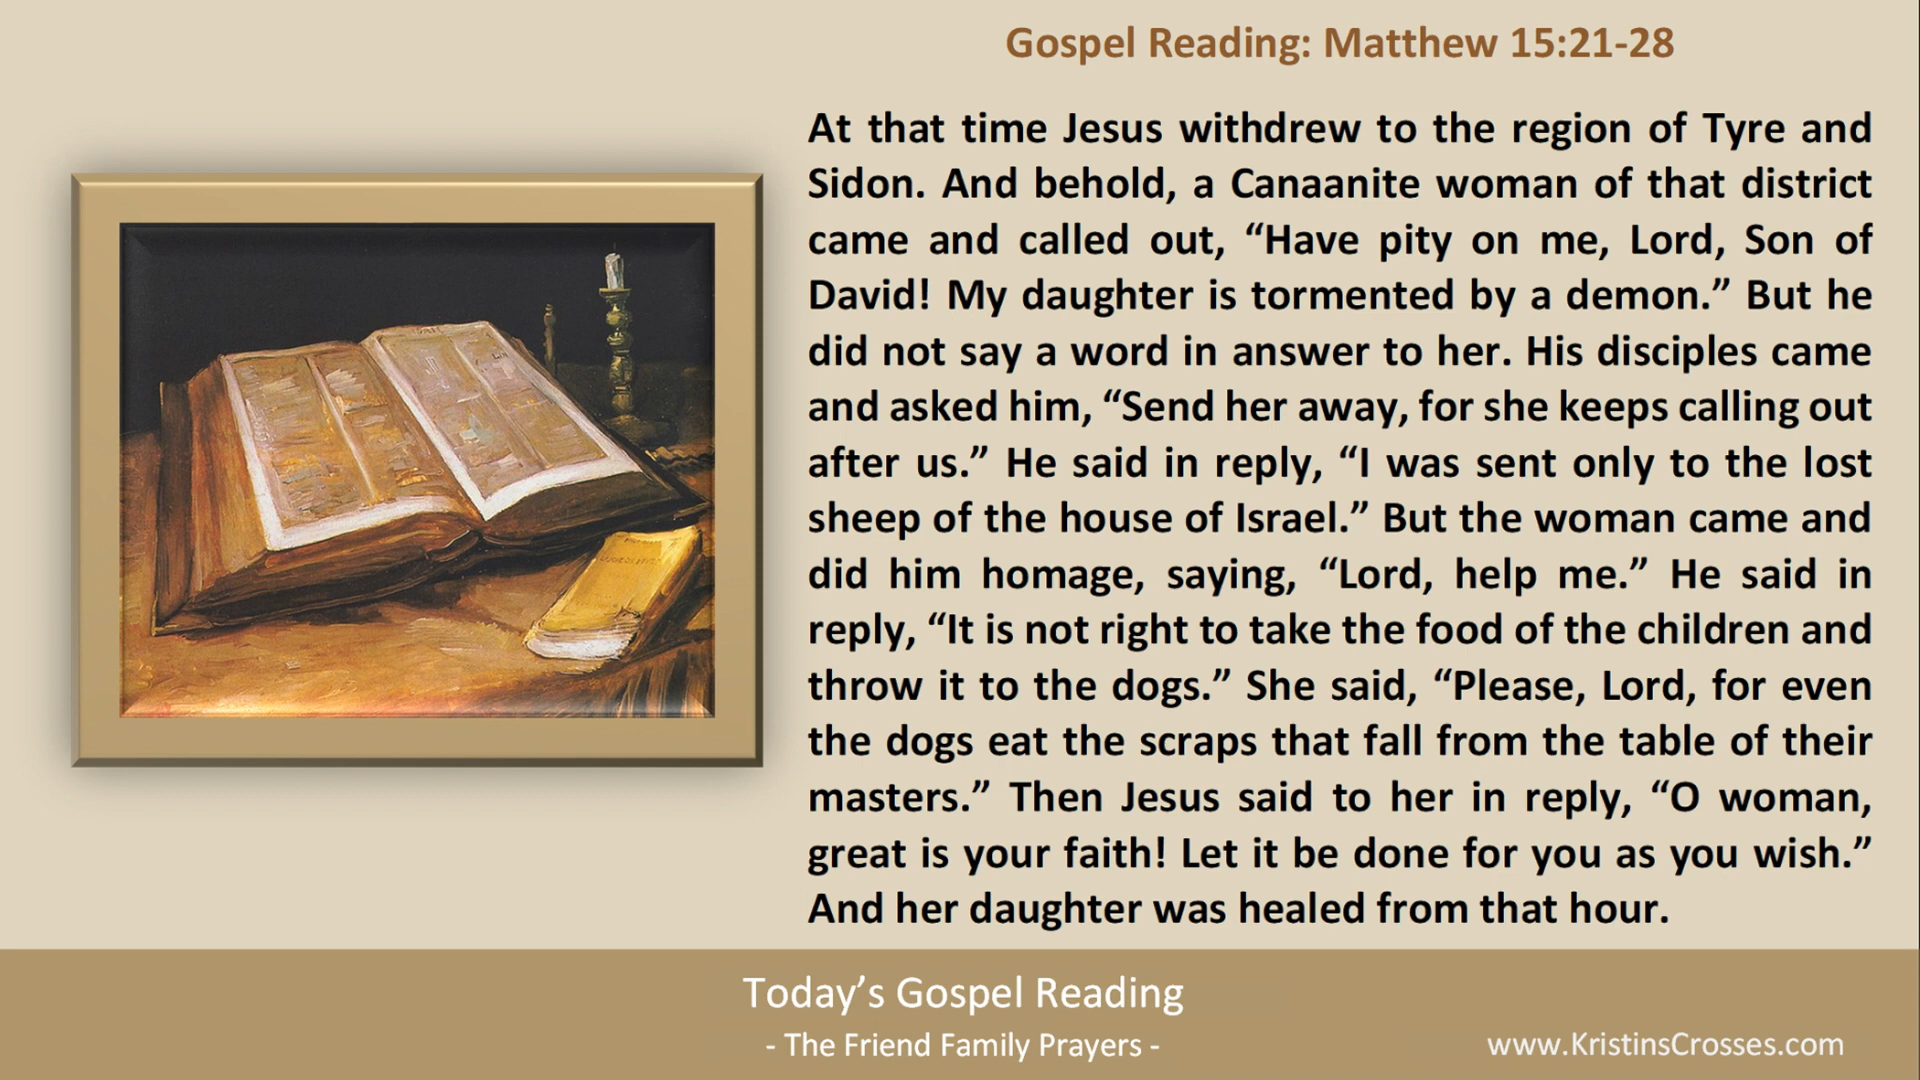 Gospel Reading: Matthew 15:21-28
At that time Jesus withdrew to the region of Tyre and
Sidon. And behold, a Canaanite woman of that district
came and called out, “Have pity on me, Lord, Son of
David! My daughter is tormented by a demon.” But he
did not say a word in answer to her. His disciples came
and asked him, “Send her away, for she keeps calling out
after us.” He said in reply, “I was sent only to the lost
sheep of the house of Israel.” But the woman came and
did him homage, saying, “Lord, help me.” He said in
reply, “It is not right to take the food of the children and
throw it to the dogs.” She said, “Please, Lord, for even
the dogs eat the scraps that fall from the table of their
masters.” Then Jesus said to her in reply, “O woman,
great is your faith! Let it be done for you as you wish.”
And her daughter was healed from that hour.
Today’s Gospel Reading
- The Friend Family Prayers -
www.KristinsCrosses.com